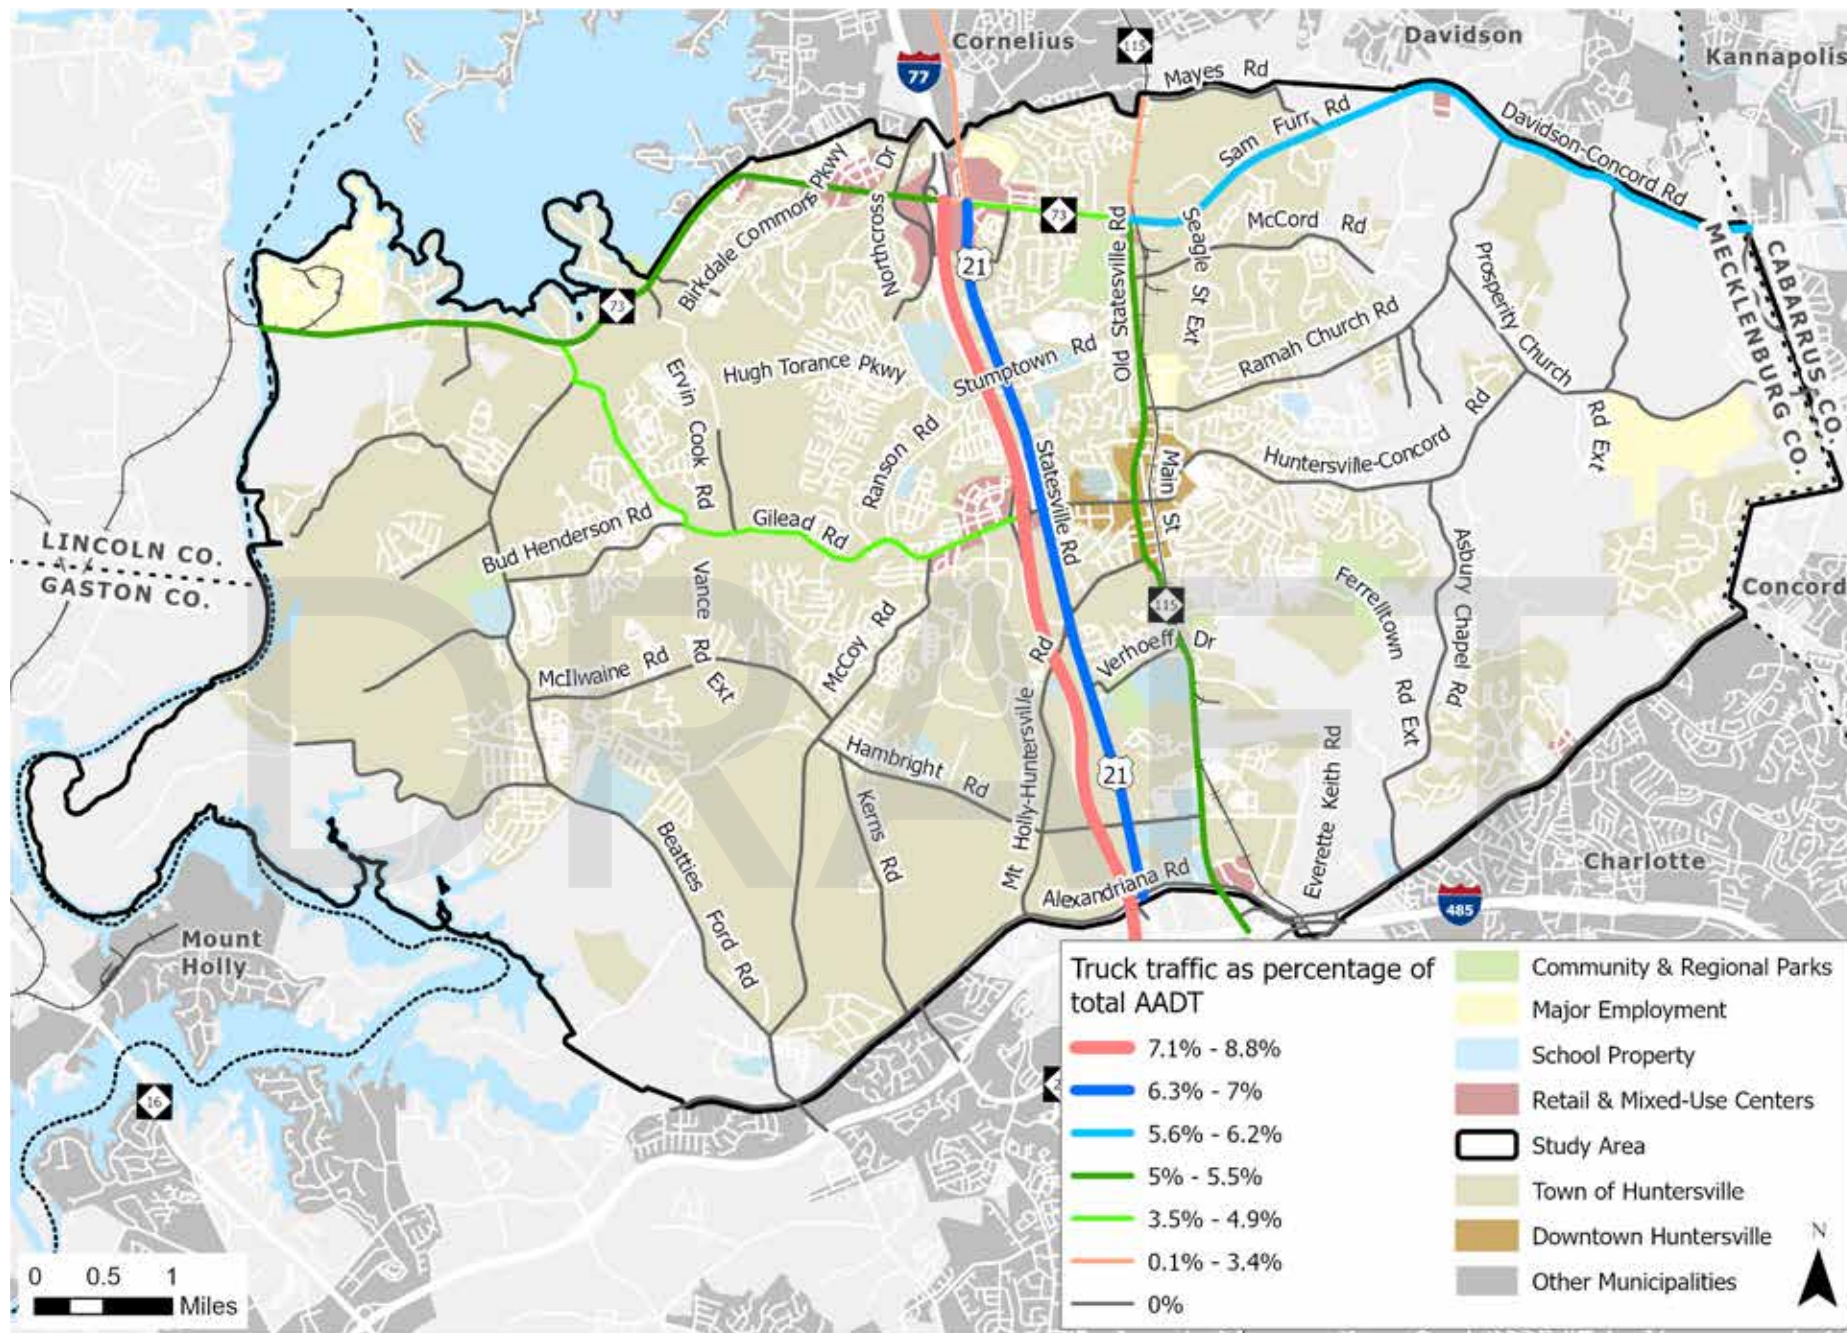 Cornelius
115
Davidson
Kannapolis
77
Mayes Rd
Sam Furr Rd
Davidson-Concord Rd
Birkdale Commons Pkwy
Northcross Dr
73
Old Statesville Rd
Seagle St Ext
McCord Rd
MECKLENBURG CO.
CABARRUS CO.
21
73
Prosperity Church Rd Ext
Ramah Church Rd
Hugh Torance Pkwy
Stumptown Rd
Ervin Cook Rd
Ranson Rd
Statesville Rd
Main St
Huntersville-Concord Rd
Bud Henderson Rd
Gilead Rd
LINCOLN CO.
GASTON CO.
Vance Rd Ext
McCoy Rd
115
Verhoeff Dr
Ferrelltown Rd Ext
Asbury Chapel Rd
Concord
McIlwaine Rd
DRAFT
Hambright Rd
Mt Holly-Huntersville Rd
21
Everette Keith Rd
Kerns Rd
Beatties Ford Rd
Alexandriana Rd
Charlotte
485
Mount
Holly
16
Truck traffic as percentage of
total AADT
7.1% - 8.8%
6.3% - 7%
5.6% - 6.2%
5% - 5.5%
3.5% - 4.9%
0.1% - 3.4%
0%
Community & Regional Parks
Major Employment
School Property
Retail & Mixed-Use Centers
Study Area
Town of Huntersville
Downtown Huntersville
Other Municipalities
N
0 0.5 1
Miles